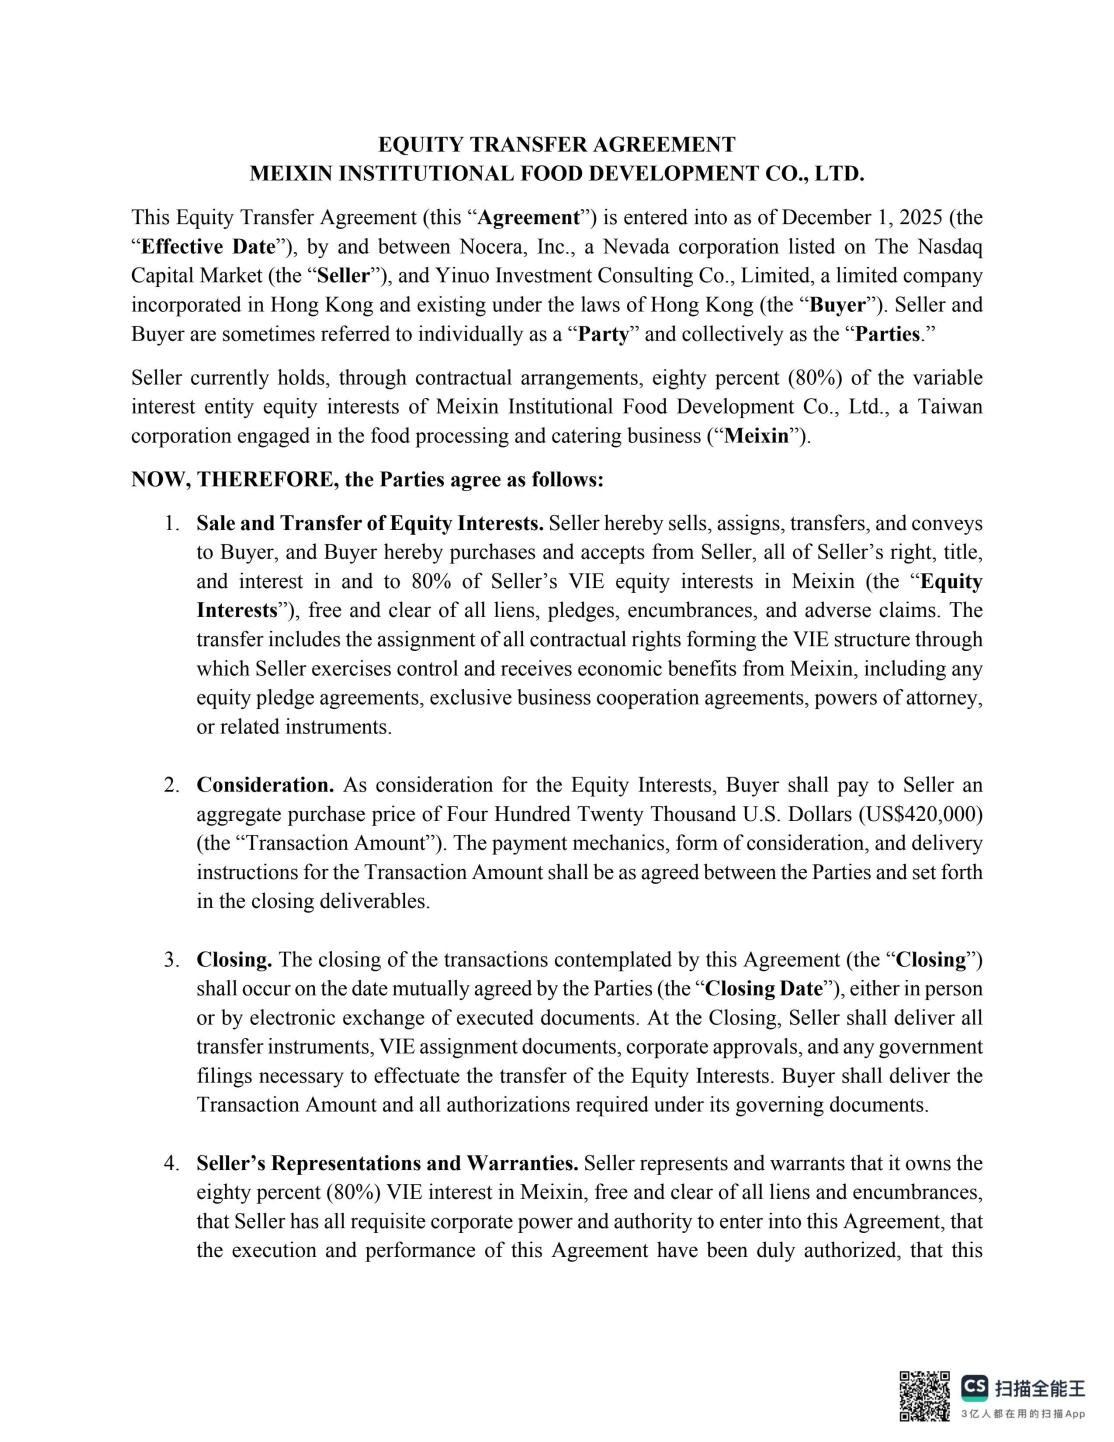 EQUITY TRANSFER AGREEMENT
MEIXIN INSTITUTIONAL FOOD DEVELOPMENT CO., LTD.
This Equity Transfer Agreement (this “Agreement”) is entered into as of December 1, 2025 (the
“Effective Date”), by and between Nocera, Inc., a Nevada corporation listed on The Nasdaq
Capital Market (the “Seller”), and Yinuo Investment Consulting Co., Limited, a limited company
incorporated in Hong Kong and existing under the laws of Hong Kong (the “Buyer”). Seller and
Buyer are sometimes referred to individually as a “Party” and collectively as the “Parties.”
Seller currently holds, through contractual arrangements, eighty percent (80%) of the variable
interest entity equity interests of Meixin Institutional Food Development Co., Ltd., a Taiwan
corporation engaged in the food processing and catering business (“Meixin”).
NOW, THEREFORE, the Parties agree as follows:
1. Sale and Transfer of Equity Interests. Seller hereby sells, assigns, transfers, and conveys
to Buyer, and Buyer hereby purchases and accepts from Seller, all of Seller’s right, title,
and interest in and to 80% of Seller’s VIE equity interests in Meixin (the “Equity
Interests”), free and clear of all liens, pledges, encumbrances, and adverse claims. The
transfer includes the assignment of all contractual rights forming the VIE structure through
which Seller exercises control and receives economic benefits from Meixin, including any
equity pledge agreements, exclusive business cooperation agreements, powers of attorney,
or related instruments.
2. Consideration. As consideration for the Equity Interests, Buyer shall pay to Seller an
aggregate purchase price of Four Hundred Twenty Thousand U.S. Dollars (US$420,000)
(the “Transaction Amount”). The payment mechanics, form of consideration, and delivery
instructions for the Transaction Amount shall be as agreed between the Parties and set forth
in the closing deliverables.
3. Closing. The closing of the transactions contemplated by this Agreement (the “Closing”)
shall occur on the date mutually agreed by the Parties (the “Closing Date”), either in person
or by electronic exchange of executed documents. At the Closing, Seller shall deliver all
transfer instruments, VIE assignment documents, corporate approvals, and any government
filings necessary to effectuate the transfer of the Equity Interests. Buyer shall deliver the
Transaction Amount and all authorizations required under its governing documents.
4. Seller’s Representations and Warranties. Seller represents and warrants that it owns the
eighty percent (80%) VIE interest in Meixin, free and clear of all liens and encumbrances,
that Seller has all requisite corporate power and authority to enter into this Agreement, that
the execution and performance of this Agreement have been duly authorized, that this
CS 扫描全能王
3亿人都在用的扫描App